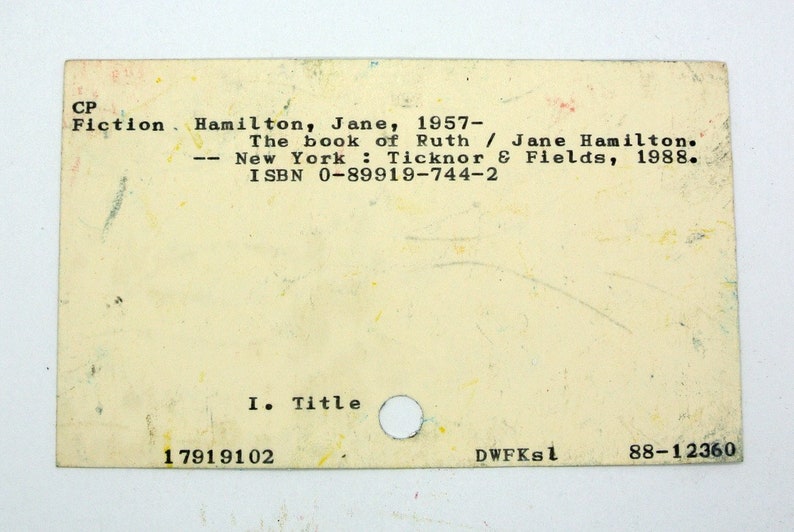 CP
Fiction Hamilton, Jane, 1957-
The book of Ruth / Jane Hamilton.
-- New York : Ticknor & Fields, 1988.
ISBN 0-89919-744-2
I. Title
17919102 DWFKsl 88-12360